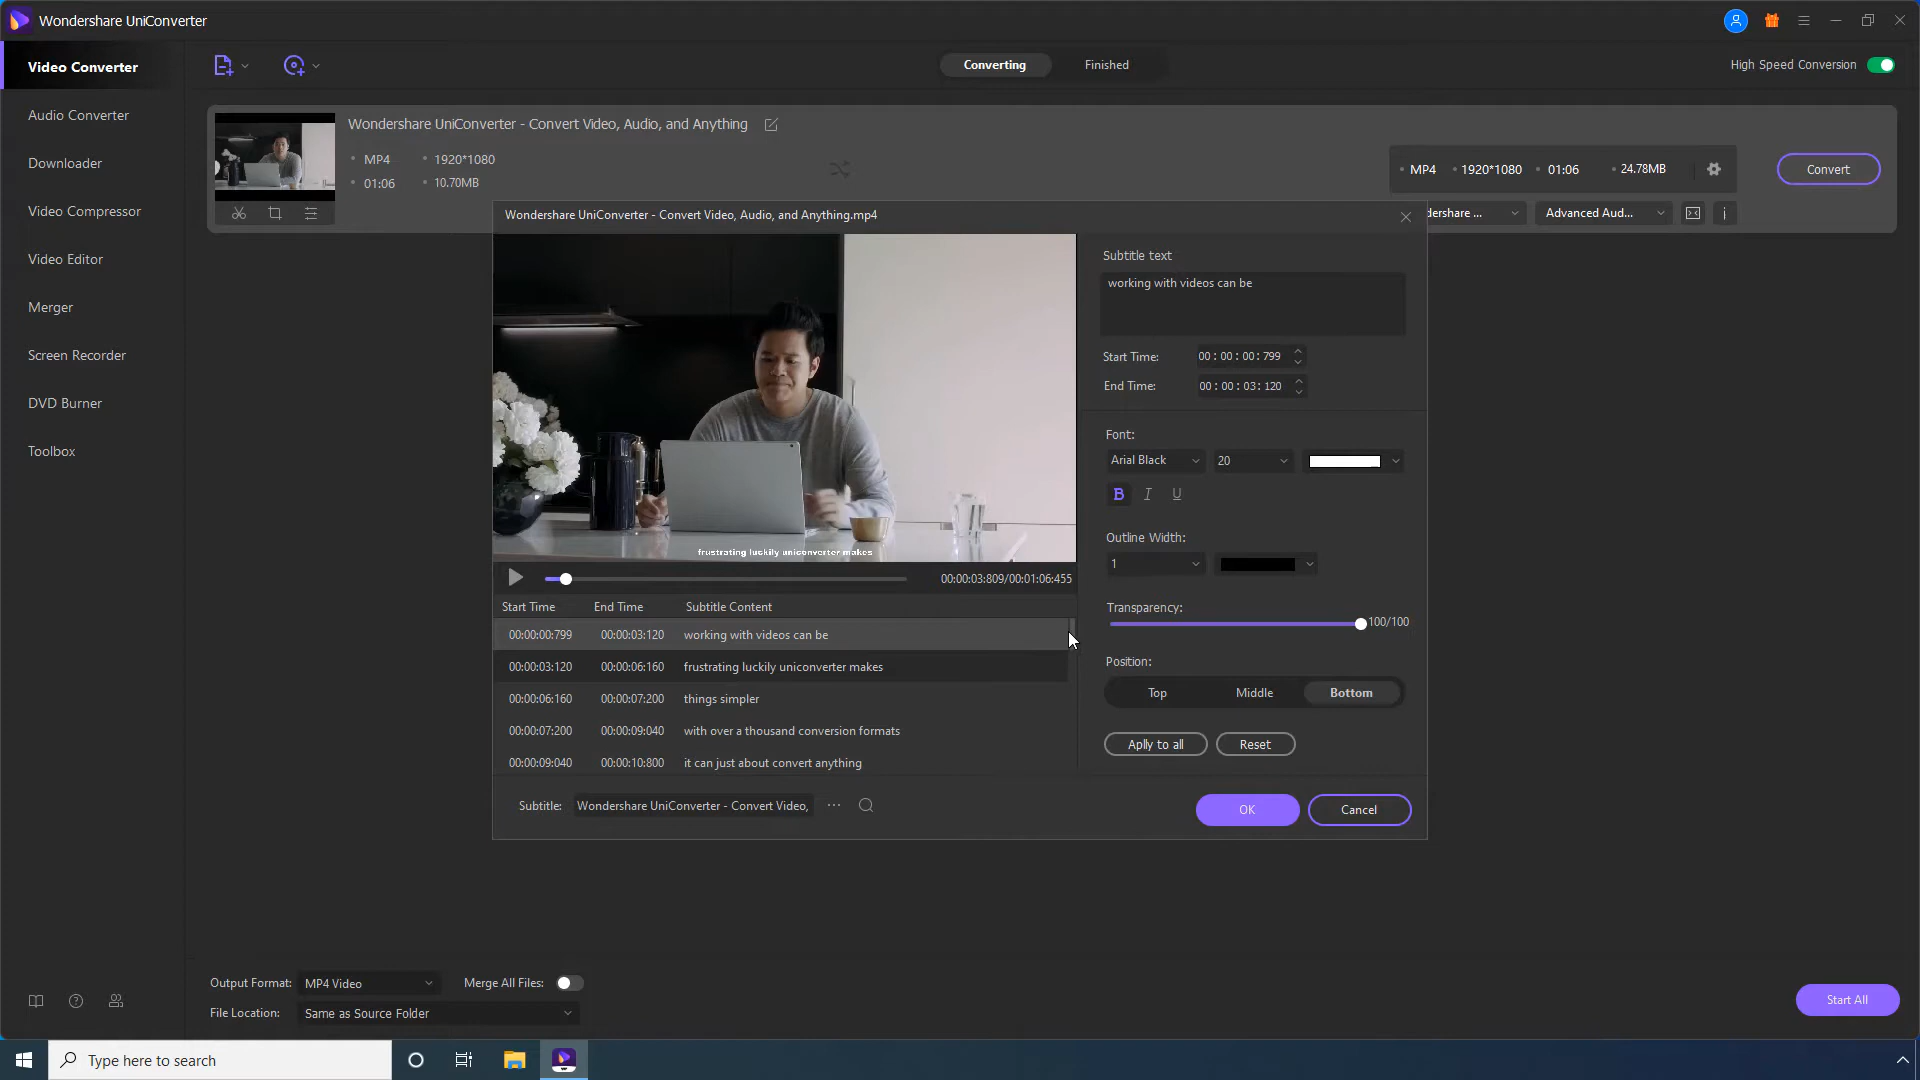 Wondershare UniConverter
Video Converter
Audio Converter
Downloader
Video Compressor
Video Editor
Merger
Screen Recorder
DVD Burner
Toolbox
Converting
Finished
High Speed Conversion
Wondershare UniConverter - Convert Video, Audio, and Anything
MP4
1920*1080
01:06
10.70MB
MP4
1920*1080
01:06
24.78MB
Convert
dershare ...
Advanced Aud...
Wondershare UniConverter - Convert Video, Audio, and Anything.mp4
frustrating luckily uniconverter makes
00:00:03:809/00:01:06:455
Start Time End Time Subtitle Content
00:00:00:799 00:00:03:120 working with videos can be
00:00:03:120 00:00:06:160 frustrating luckily uniconverter makes
00:00:06:160 00:00:07:200 things simpler
00:00:07:200 00:00:09:040 with over a thousand conversion formats
00:00:09:040 00:00:10:800 it can just about convert anything
Subtitle: Wondershare UniConverter - Convert Video, ...
Subtitle text
working with videos can be
Start Time: 00:00:00:799
End Time: 00:00:03:120
Font:
Arial Black 20
B I U
Outline Width:
1
Transparency:
100/100
Position:
Top Middle Bottom
Aplly to all Reset
OK Cancel
Output Format: MP4 Video
Merge All Files:
File Location: Same as Source Folder
Start All
Type here to search